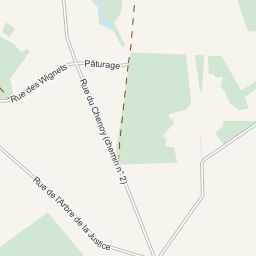 Pâturage
Rue des Wignets
Rue du Chenoy (chemin n° 2)
Rue de l'Arbre de la Justice